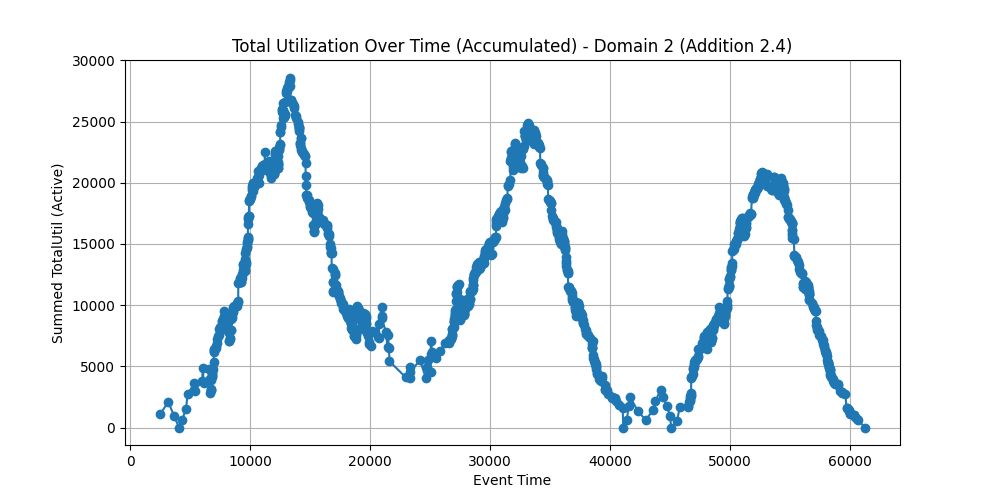 Total Utilization Over Time (Accumulated) - Domain 2 (Addition 2.4)
30000
25000
20000
15000
10000
5000
0
Summed TotalUtil (Active)
0 10000 20000 30000 40000 50000 60000
Event Time